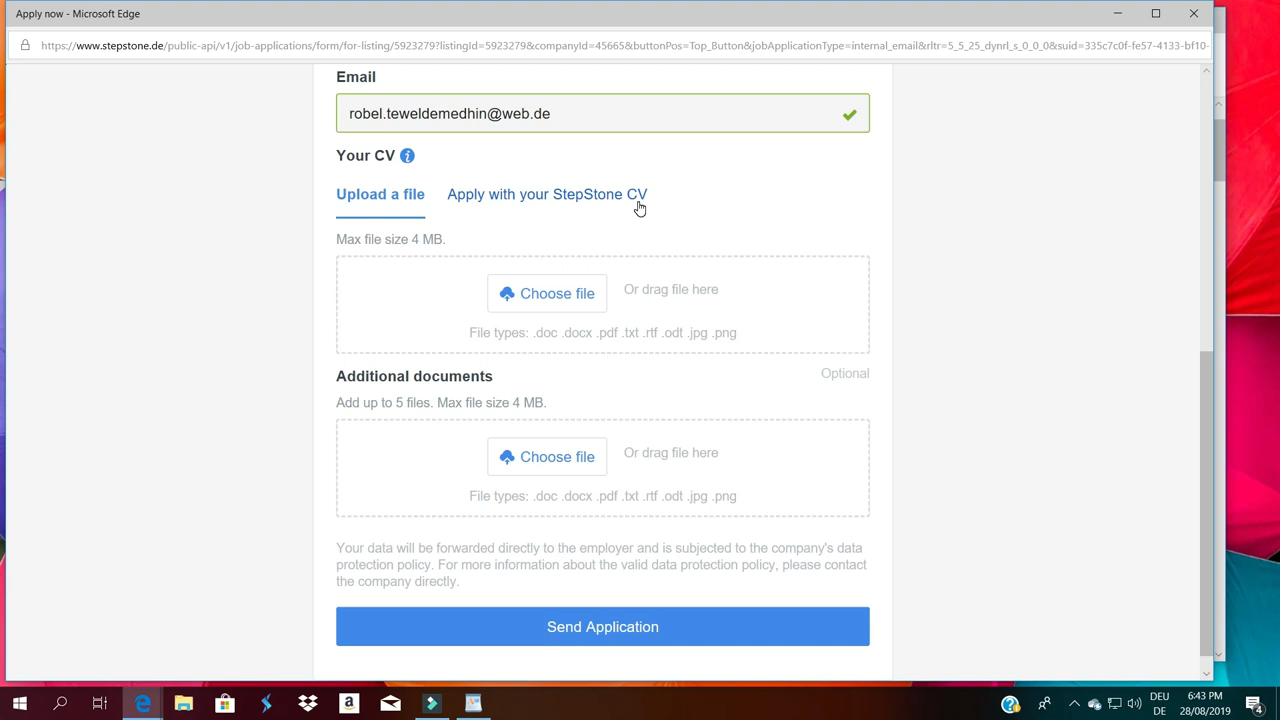 Apply now - Microsoft Edge
https://www.stepstone.de/public-api/v1/job-applications/form/for-listing/5923279?listingId=5923279&companyId=45665&buttonPos=Top_Button&jobApplicationType=internal_email&rltr=5_5_25_dynrl_s_0_0_0&suid=335c7c0f-fe57-4133-bf10-
Email
robel.teweldemedhin@web.de
Your CV
Upload a file Apply with your StepStone CV
Max file size 4 MB.
Choose file Or drag file here
File types: .doc .docx .pdf .txt .rtf .odt .jpg .png
Additional documents Optional
Add up to 5 files. Max file size 4 MB.
Choose file Or drag file here
File types: .doc .docx .pdf .txt .rtf .odt .jpg .png
Your data will be forwarded directly to the employer and is subjected to the company's data
protection policy. For more information about the valid data protection policy, please contact
the company directly.
Send Application
DEU 6:43 PM
DE 28/08/2019 4